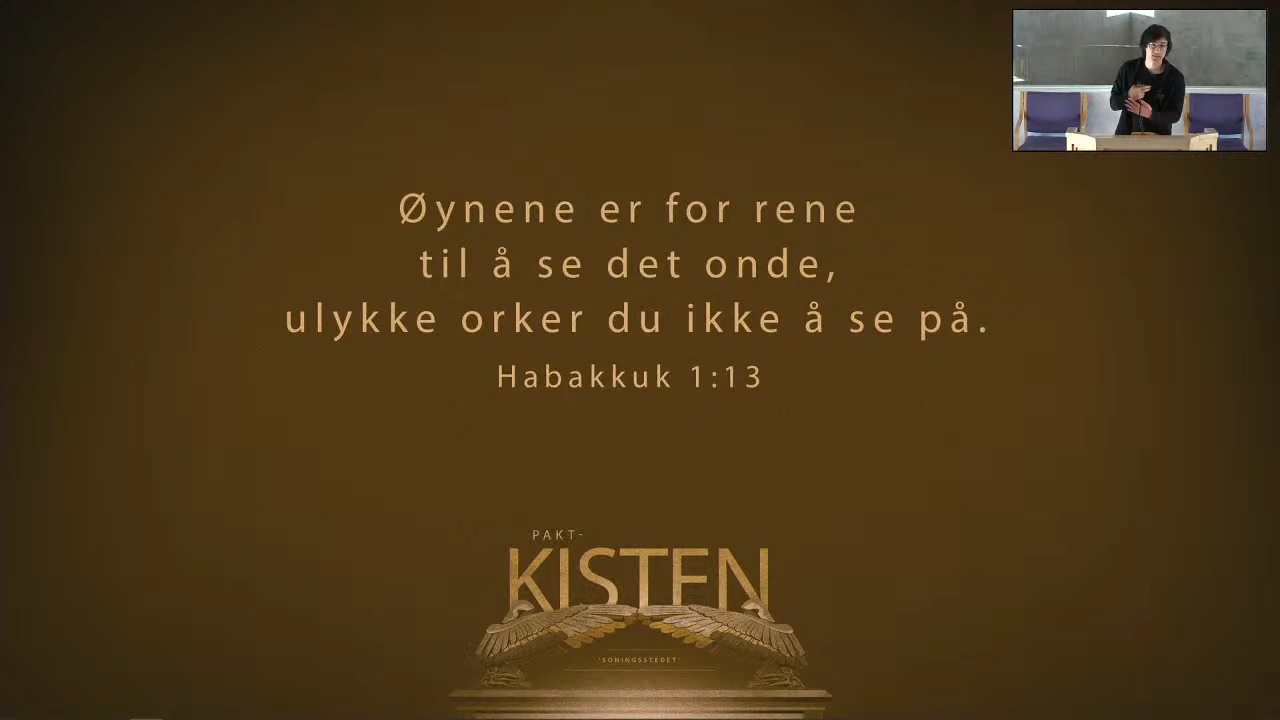 Øynene er for rene
til å se det onde,
ulykke orker du ikke å se på.
Habakkuk 1:13
PAKT-
KISTEN
"SONINGSSTEDET"